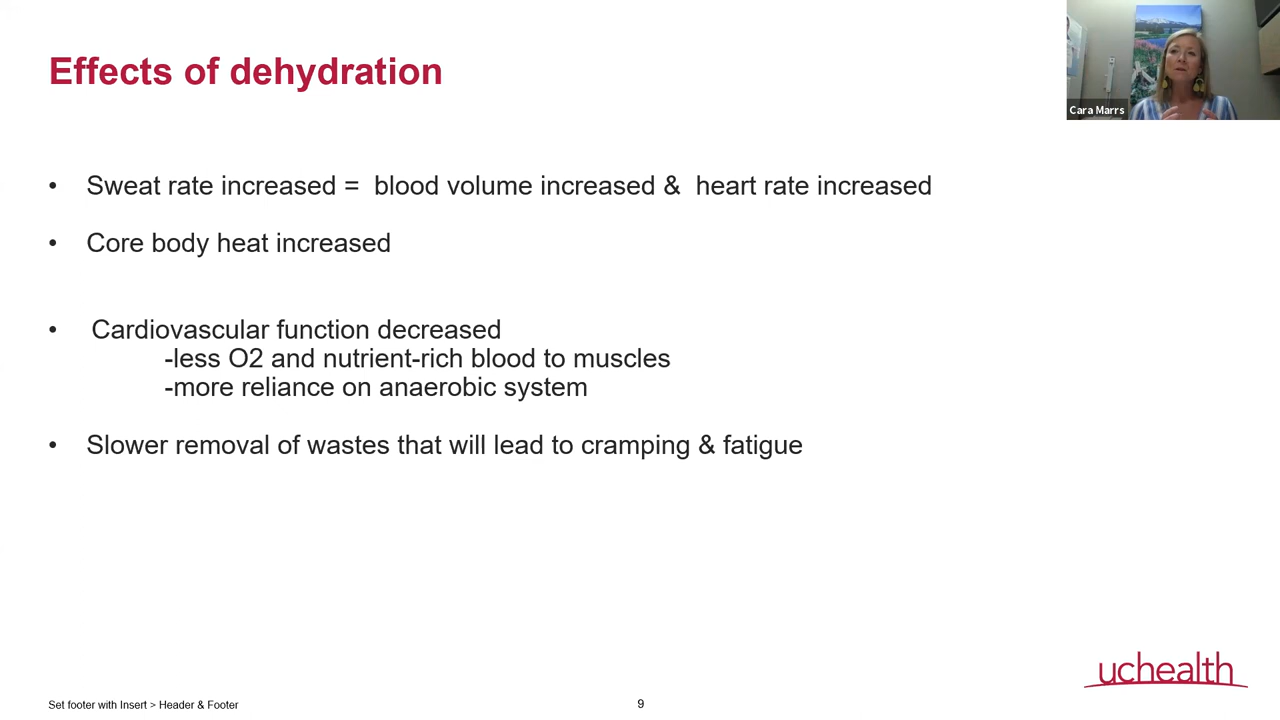 Effects of dehydration
Cara Marrs
• Sweat rate increased = blood volume increased & heart rate increased
• Core body heat increased
• Cardiovascular function decreased
-less O2 and nutrient-rich blood to muscles
-more reliance on anaerobic system
• Slower removal of wastes that will lead to cramping & fatigue
uchealth
Set footer with Insert > Header & Footer
9